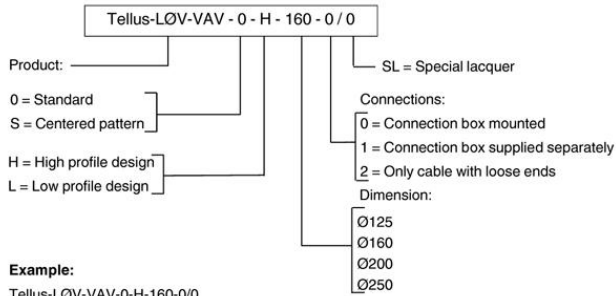 Tellus-LØV-VAV - 0 - H - 160 - 0 / 0
Product:
SL = Special lacquer
0 = Standard
S = Centered pattern
Connections:
0 = Connection box mounted
1 = Connection box supplied separately
2 = Only cable with loose ends
H = High profile design
L = Low profile design
Dimension:
Ø125
Ø160
Ø200
Ø250
Example:
Tellus-LØV-VAV-0-H-160-0/0